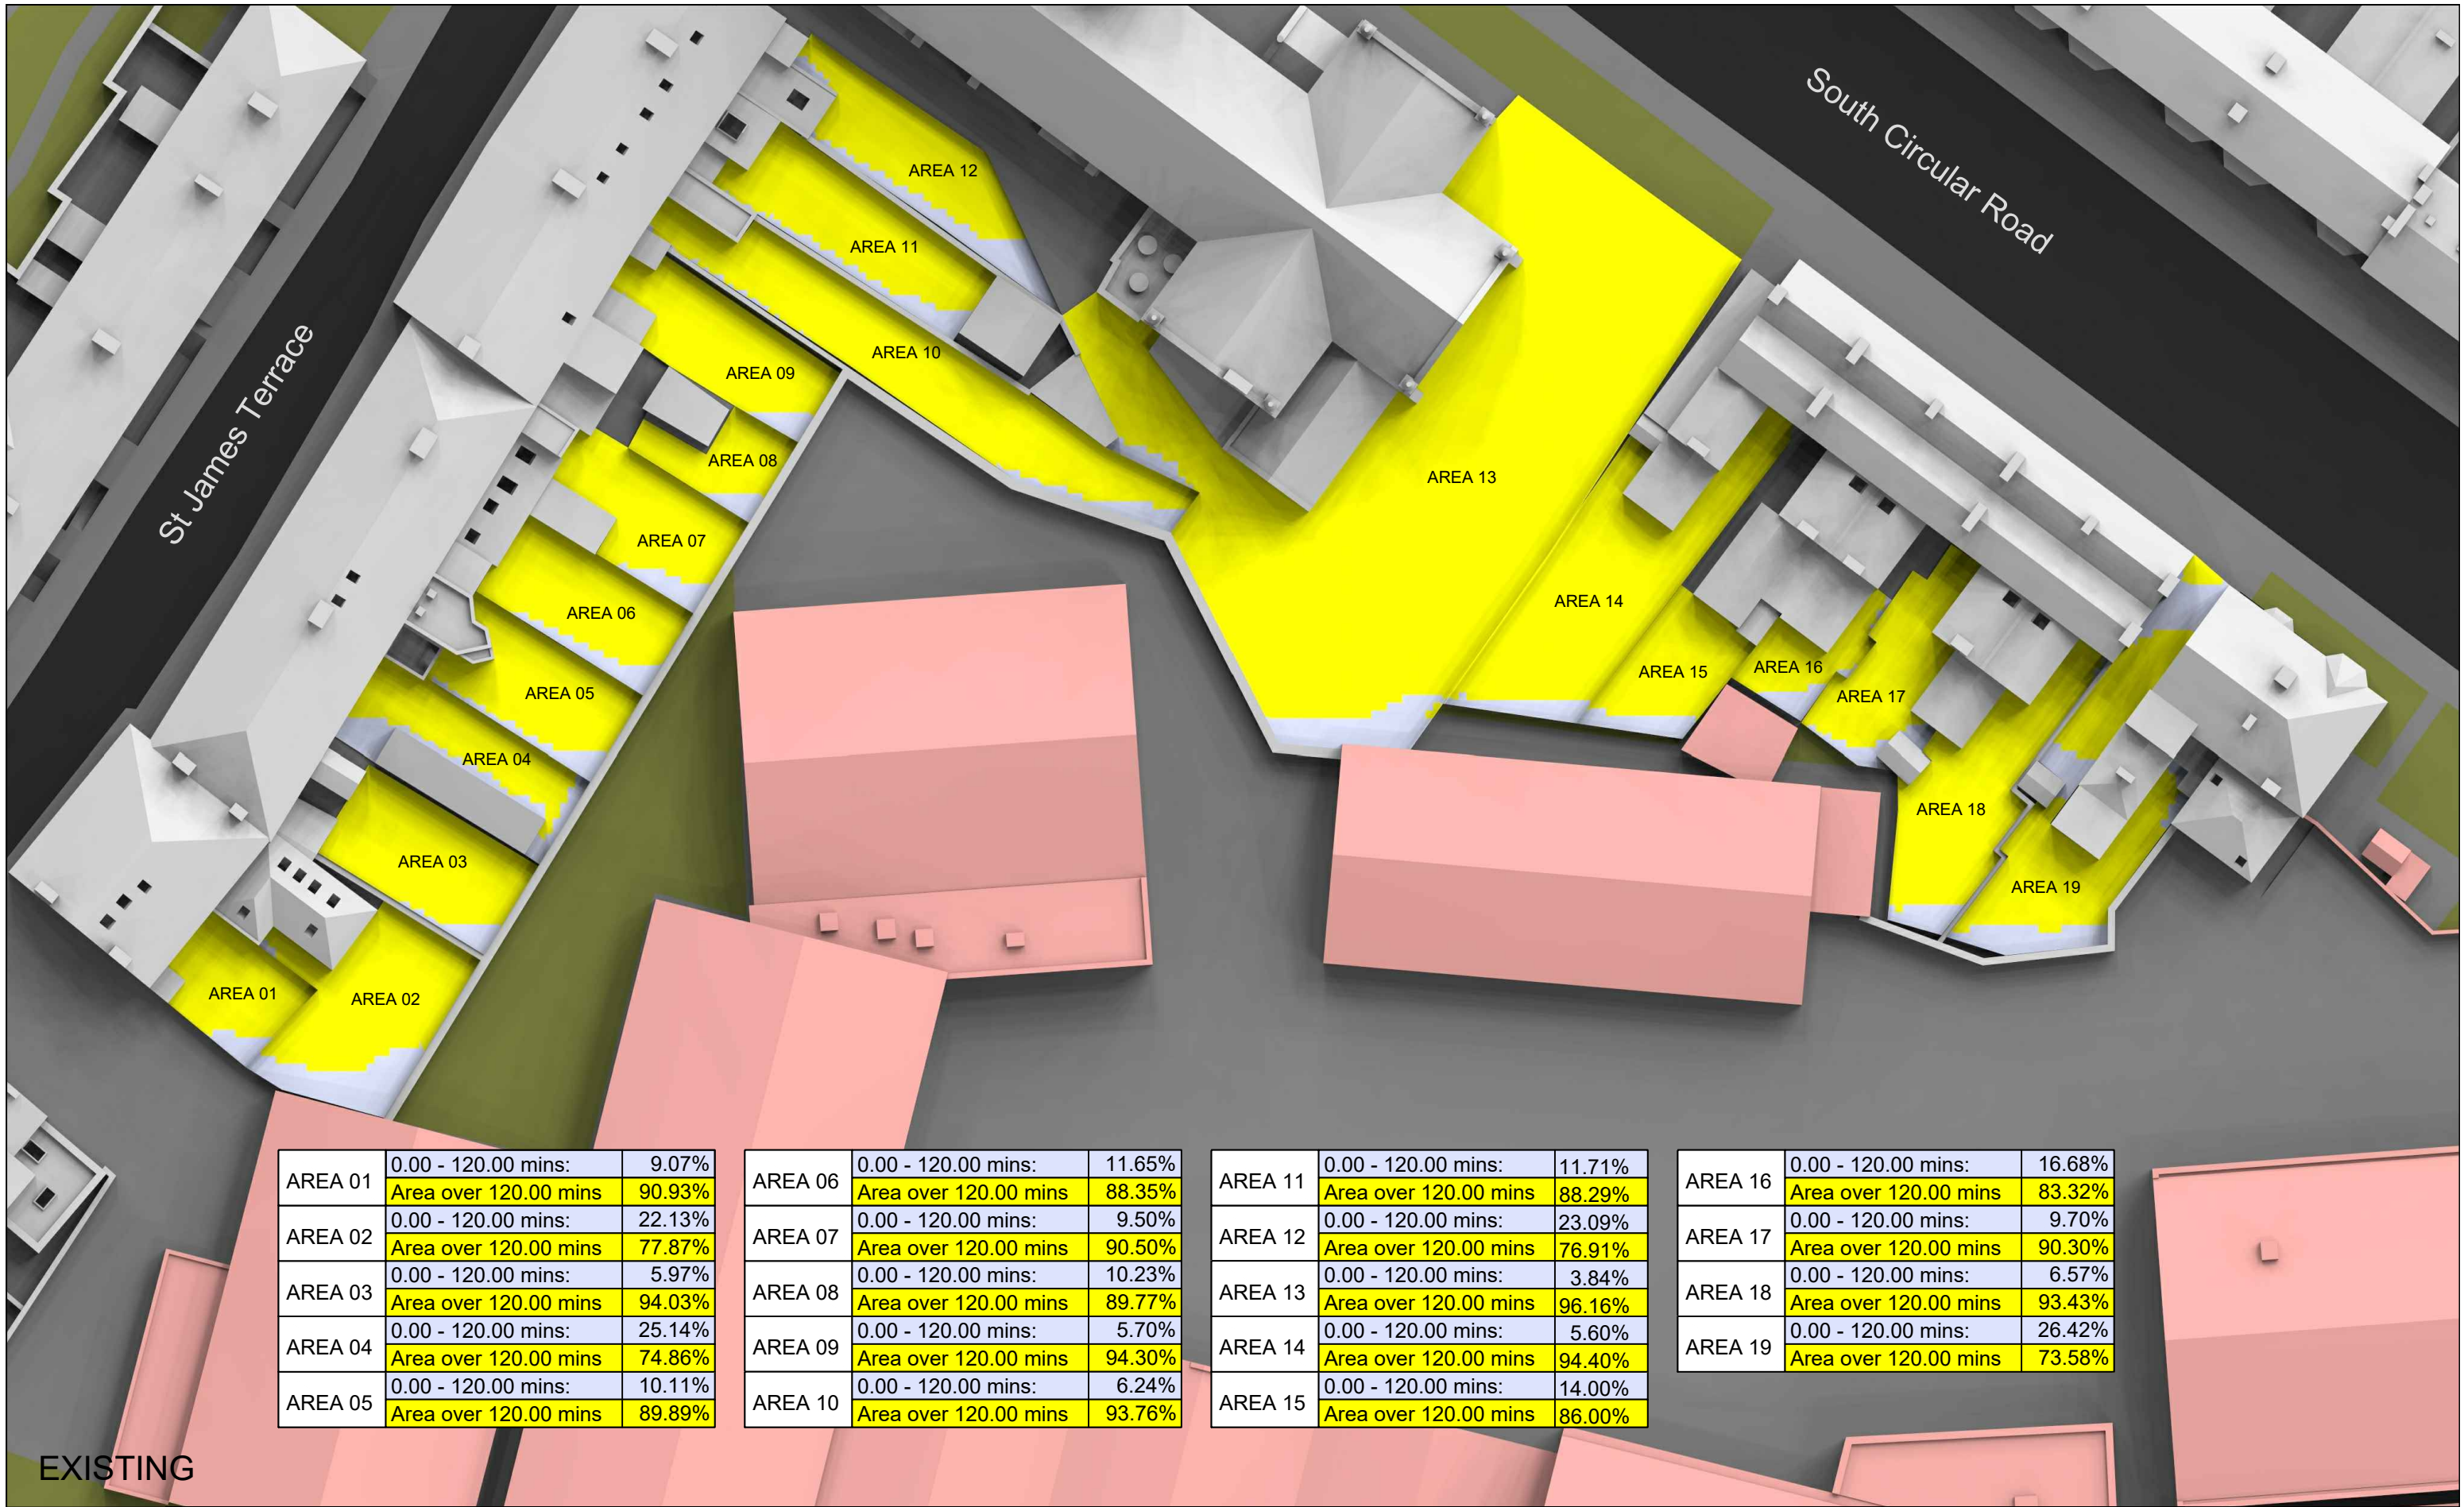 South Circular Road
St James Terrace
AREA 12
AREA 11
AREA 10
AREA 09
AREA 08
AREA 07
AREA 06
AREA 05
AREA 04
AREA 03
AREA 02
AREA 01
AREA 13
AREA 14
AREA 15
AREA 16
AREA 17
AREA 18
AREA 19
AREA 01
0.00 - 120.00 mins: 9.07%
Area over 120.00 mins 90.93%
AREA 02
0.00 - 120.00 mins: 22.13%
Area over 120.00 mins 77.87%
AREA 03
0.00 - 120.00 mins: 5.97%
Area over 120.00 mins 94.03%
AREA 04
0.00 - 120.00 mins: 25.14%
Area over 120.00 mins 74.86%
AREA 05
0.00 - 120.00 mins: 10.11%
Area over 120.00 mins 89.89%
AREA 06
0.00 - 120.00 mins: 11.65%
Area over 120.00 mins 88.35%
AREA 07
0.00 - 120.00 mins: 9.50%
Area over 120.00 mins 90.50%
AREA 08
0.00 - 120.00 mins: 10.23%
Area over 120.00 mins 89.77%
AREA 09
0.00 - 120.00 mins: 5.70%
Area over 120.00 mins 94.30%
AREA 10
0.00 - 120.00 mins: 6.24%
Area over 120.00 mins 93.76%
AREA 11
0.00 - 120.00 mins: 11.71%
Area over 120.00 mins 88.29%
AREA 12
0.00 - 120.00 mins: 23.09%
Area over 120.00 mins 76.91%
AREA 13
0.00 - 120.00 mins: 3.84%
Area over 120.00 mins 96.16%
AREA 14
0.00 - 120.00 mins: 5.60%
Area over 120.00 mins 94.40%
AREA 15
0.00 - 120.00 mins: 14.00%
Area over 120.00 mins 86.00%
AREA 16
0.00 - 120.00 mins: 16.68%
Area over 120.00 mins 83.32%
AREA 17
0.00 - 120.00 mins: 9.70%
Area over 120.00 mins 90.30%
AREA 18
0.00 - 120.00 mins: 6.57%
Area over 120.00 mins 93.43%
AREA 19
0.00 - 120.00 mins: 26.42%
Area over 120.00 mins 73.58%
EXISTING